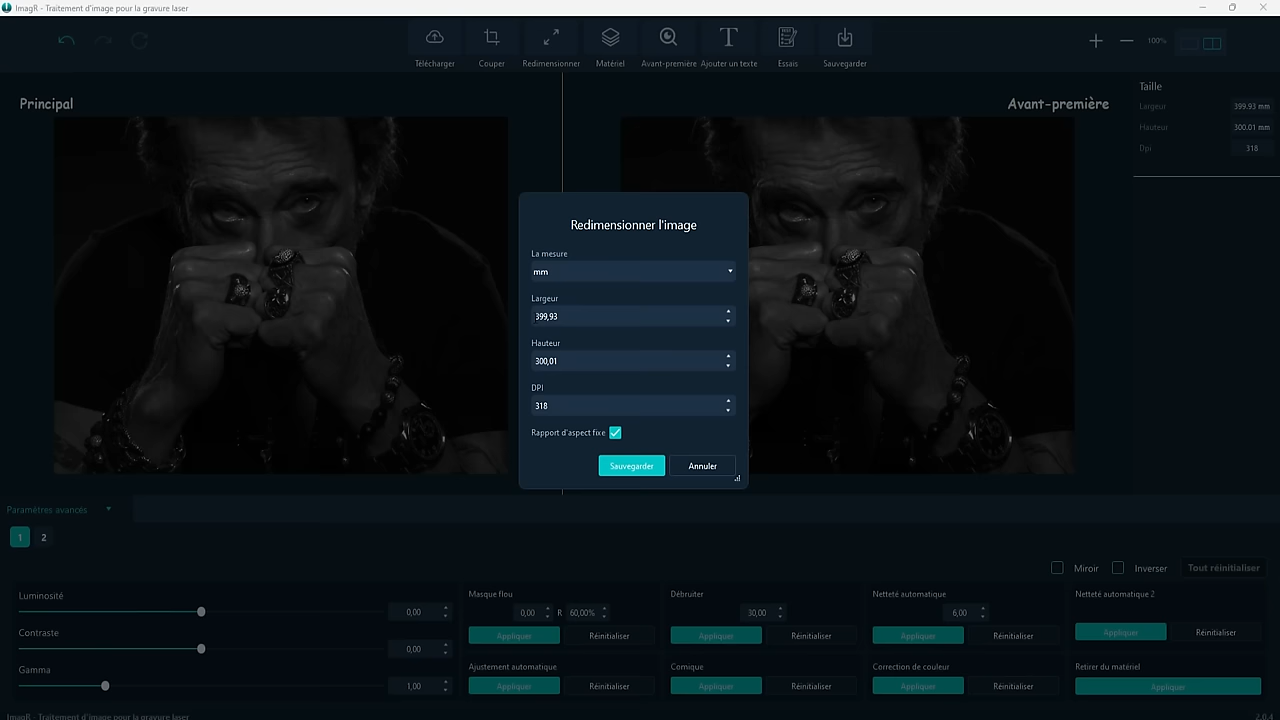 ImagR - Traitement d'image pour la gravure laser
Télécharger
Couper
Redimensionner
Matériel
Avant-première
Ajouter un texte
Essais
Sauvegarder
100%
Principal
Avant-première
Taille
Largeur 399.93 mm
Hauteur 300.01 mm
Dpi 318
Redimensionner l'image
La mesure
mm
Largeur
399,93
Hauteur
300,01
DPI
318
Rapport d'aspect fixe
Sauvegarder Annuler
Paramètres avancés
1 2
Miroir Inverser Tout réinitialiser
Luminosité
0,00
Contraste
0,00
Gamma
1,00
Masque flou
0,00 R 60,00%
Appliquer Réinitialiser
Débruiter
30,00
Appliquer Réinitialiser
Netteté automatique
6,00
Appliquer Réinitialiser
Netteté automatique 2
Appliquer Réinitialiser
Ajustement automatique
Appliquer Réinitialiser
Comique
Appliquer Réinitialiser
Correction de couleur
Appliquer Réinitialiser
Retirer du matériel
Appliquer
ImagR - Traitement d'image pour la gravure laser
2.0.4